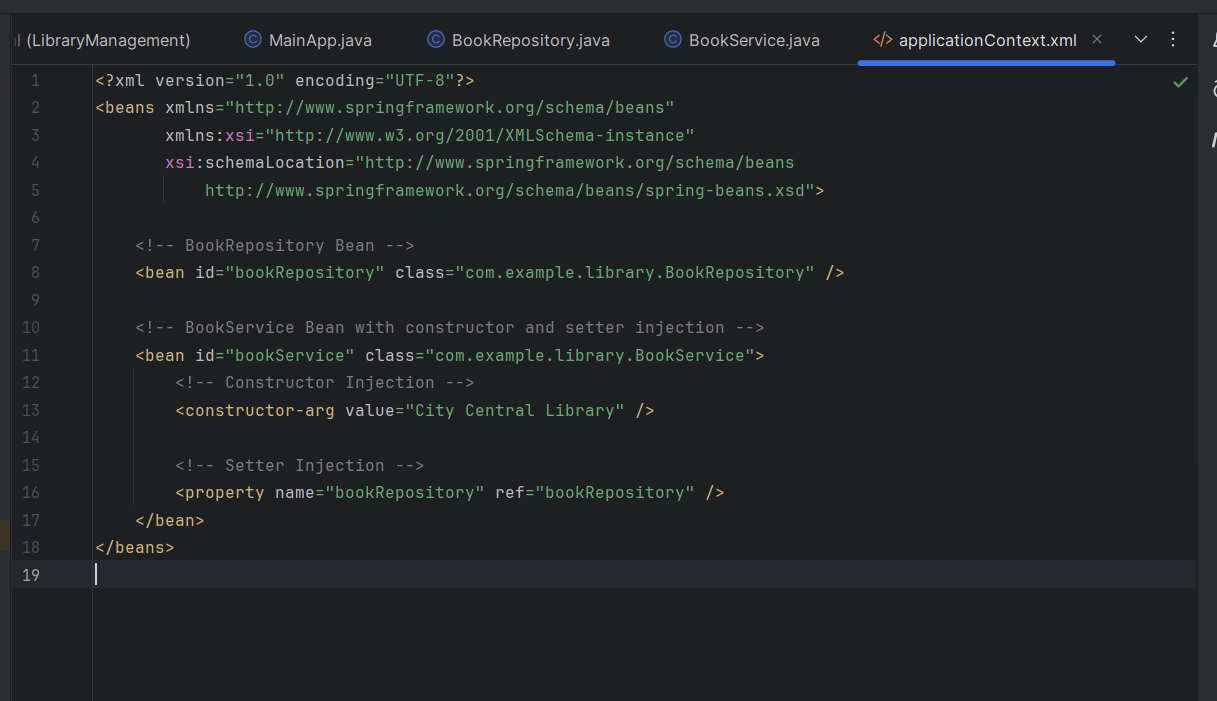 (LibraryManagement) MainApp.java BookRepository.java BookService.java </> applicationContext.xml
1 <?xml version="1.0" encoding="UTF-8"?>
2 <beans xmlns="http://www.springframework.org/schema/beans"
3        xmlns:xsi="http://www.w3.org/2001/XMLSchema-instance"
4        xsi:schemaLocation="http://www.springframework.org/schema/beans
5            http://www.springframework.org/schema/beans/spring-beans.xsd">
6
7     <!-- BookRepository Bean -->
8     <bean id="bookRepository" class="com.example.library.BookRepository" />
9
10     <!-- BookService Bean with constructor and setter injection -->
11     <bean id="bookService" class="com.example.library.BookService">
12         <!-- Constructor Injection -->
13         <constructor-arg value="City Central Library" />
14
15         <!-- Setter Injection -->
16         <property name="bookRepository" ref="bookRepository" />
17     </bean>
18 </beans>
19